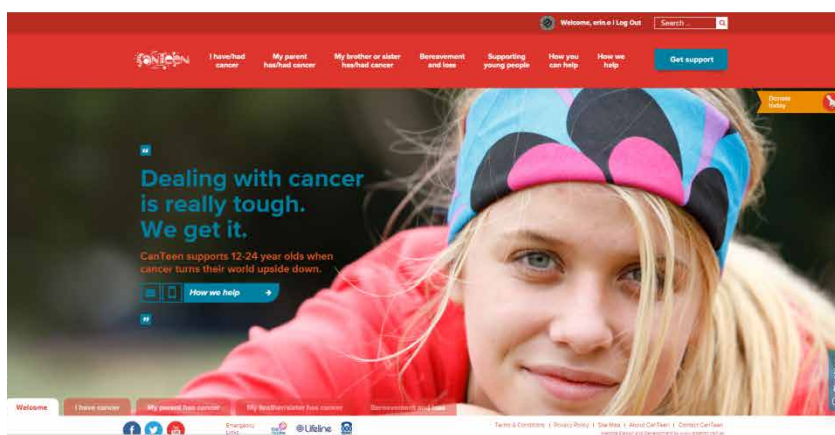 Welcome, erin.e | Log Out
Search ...
CanTeen
I have/had cancer
My parent has/had cancer
My brother or sister has/had cancer
Bereavement and loss
Supporting young people
How you can help
How we help
Get support
Donate today
"
Dealing with cancer
is really tough.
We get it.
CanTeen supports 12-24 year olds when
cancer turns their world upside down.
How we help
"
Welcome
I have cancer
My parent has cancer
My brother/sister has cancer
Bereavement and loss
Emergency
Links
Lifeline
Terms & Conditions | Privacy Policy | Site Map | About CanTeen | Contact CanTeen